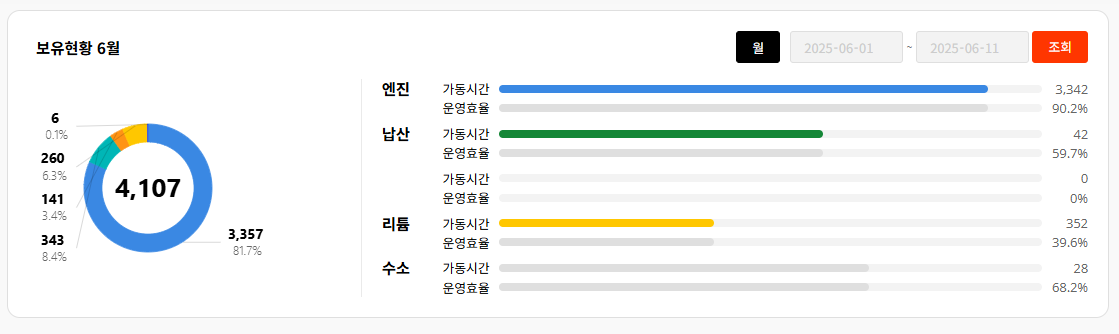 보유현황 6월
월 2025-06-01 ~ 2025-06-11 조회
6
0.1%
260
6.3%
141
3.4%
343
8.4%
4,107
3,357
81.7%
엔진 가동시간 3,342
운영효율 90.2%
납산 가동시간 42
운영효율 59.7%
가동시간 0
운영효율 0%
리튬 가동시간 352
운영효율 39.6%
수소 가동시간 28
운영효율 68.2%